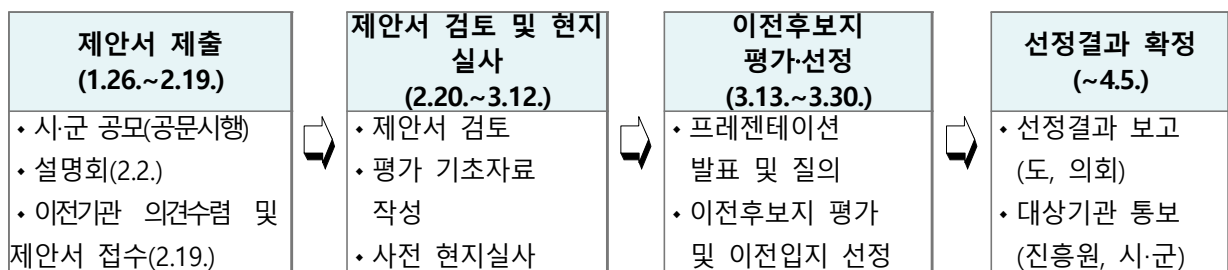 제안서 제출
(1.26.~2.19.)
• 시·군 공모(공문시행)
• 설명회(2.2.)
• 이전기관 의견수렴 및
제안서 접수(2.19.)
제안서 검토 및 현지
실사
(2.20.~3.12.)
• 제안서 검토
• 평가 기초자료
작성
• 사전 현지실사
이전후보지
평가·선정
(3.13.~3.30.)
• 프레젠테이션
발표 및 질의
• 이전후보지 평가
및 이전입지 선정
선정결과 확정
(~4.5.)
• 선정결과 보고
(도, 의회)
• 대상기관 통보
(진흥원, 시·군)